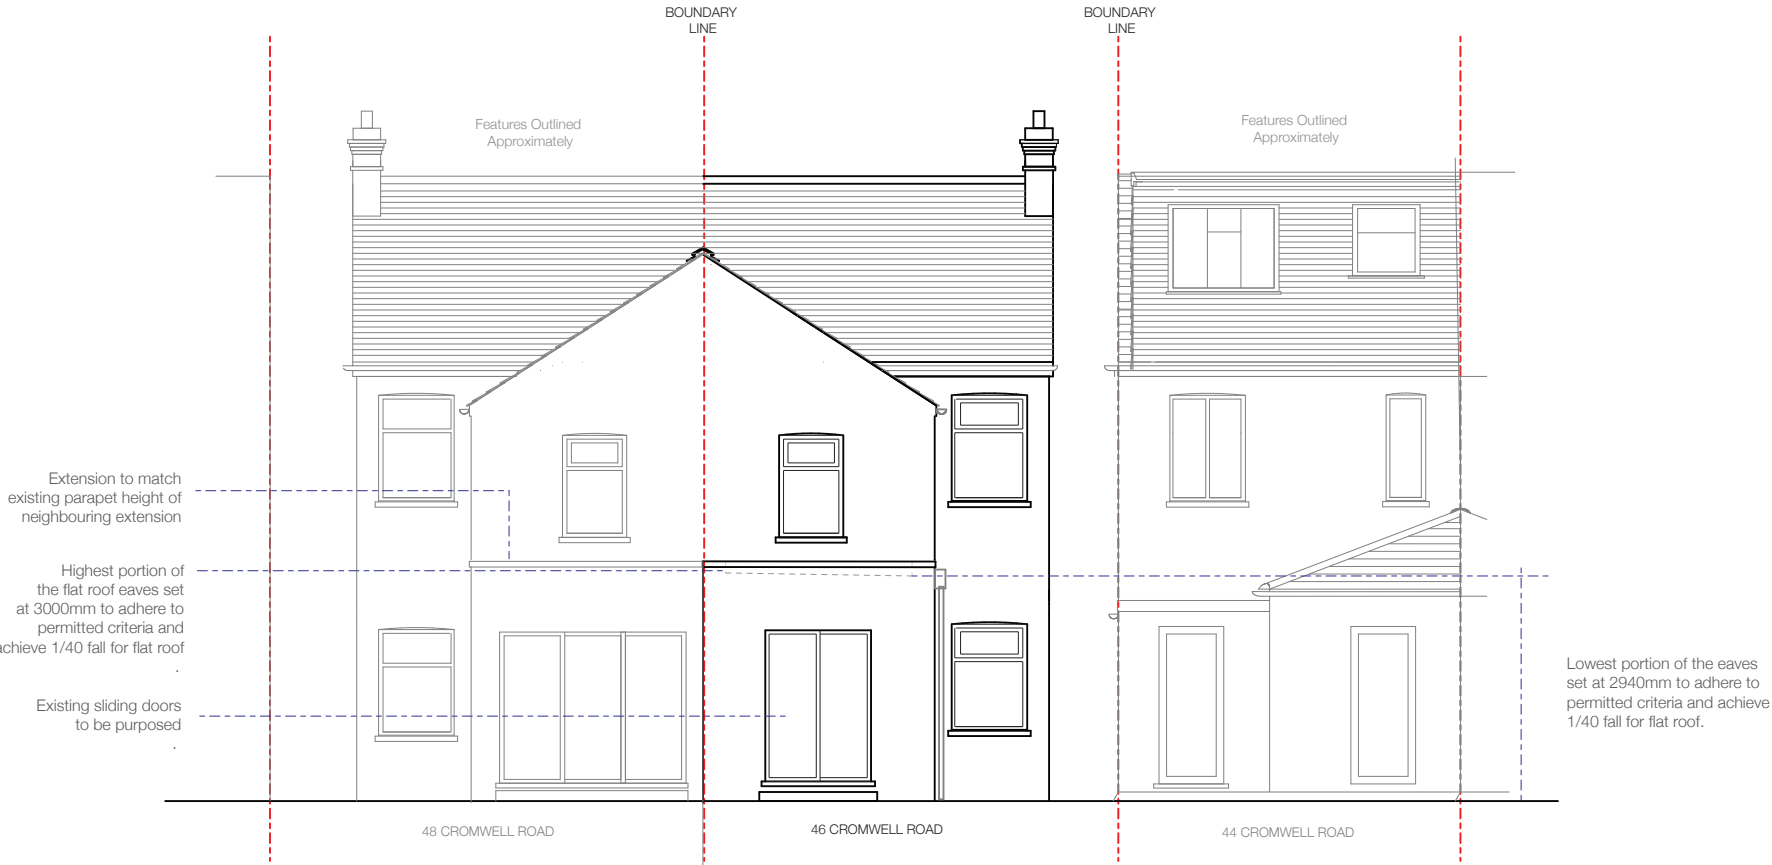 BOUNDARY
LINE
BOUNDARY
LINE
Features Outlined
Approximately
Features Outlined
Approximately
Extension to match
existing parapet height of
neighbouring extension
Highest portion of
the flat roof eaves set
at 3000mm to adhere to
permitted criteria and
achieve 1/40 fall for flat roof
.
Existing sliding doors
to be purposed
.
Lowest portion of the eaves
set at 2940mm to adhere to
permitted criteria and achieve
1/40 fall for flat roof.
48 CROMWELL ROAD
46 CROMWELL ROAD
44 CROMWELL ROAD